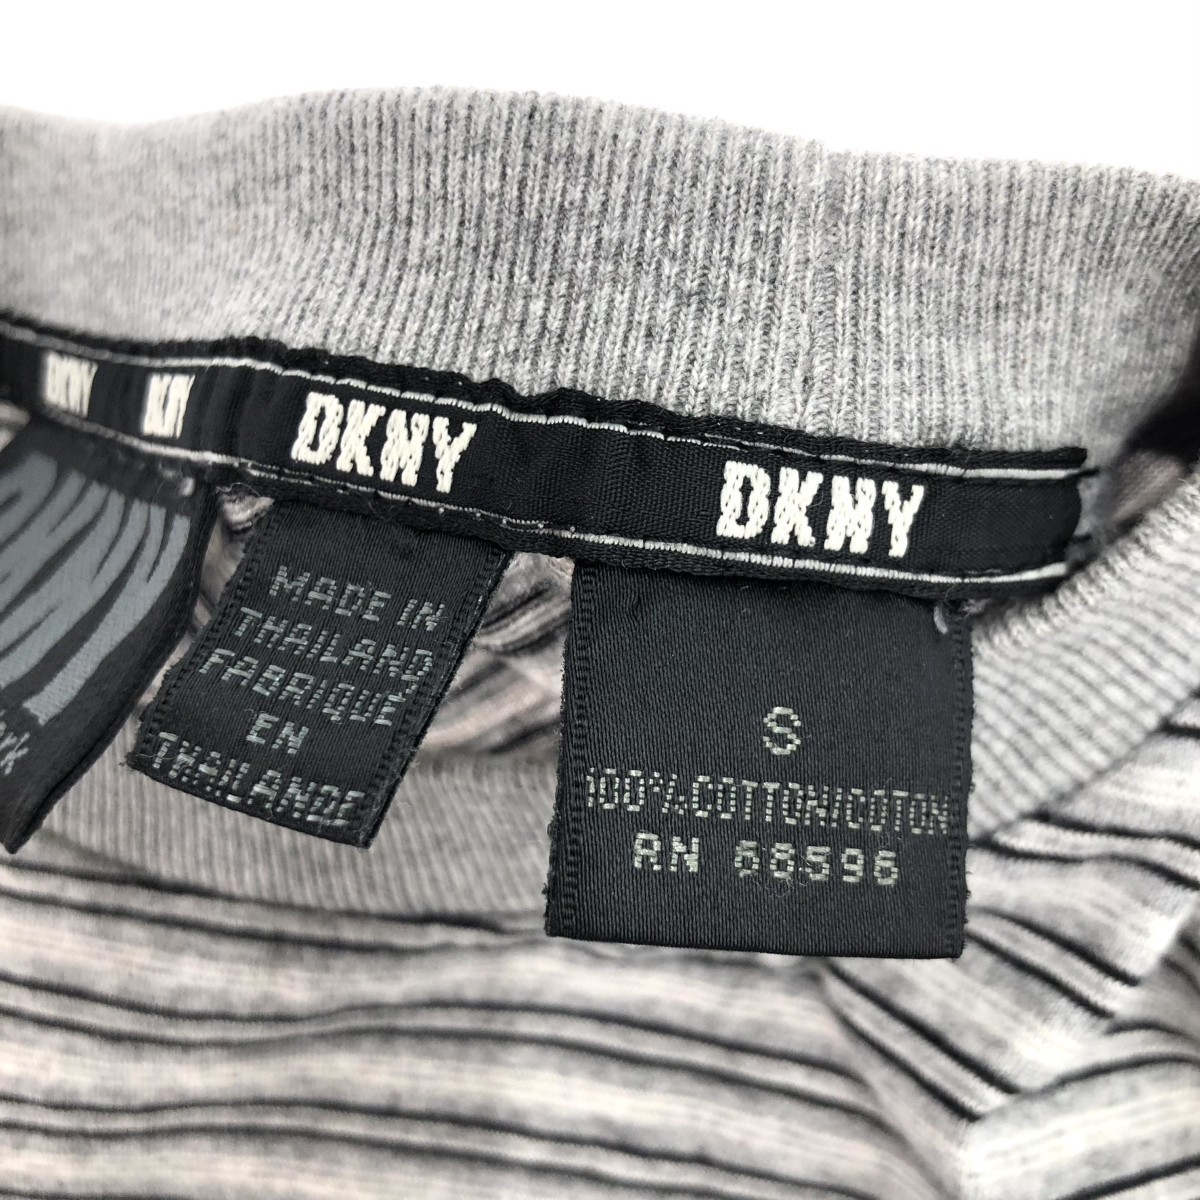 DKNY
DKNY
DKNY
DKNY
MADE IN
THAILAND
FABRIQUE
EN
THAILANDE
S
100% COTTON/COTON
RN 68596